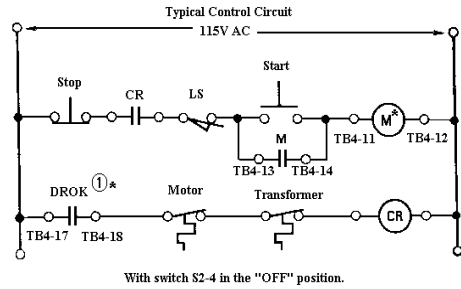 Typical Control Circuit
115V AC
Stop
CR
LS
Start
M
M*
TB4-11
TB4-12
TB4-13
TB4-14
DROK ①*
Motor
Transformer
CR
TB4-17
TB4-18
With switch S2-4 in the "OFF" position.